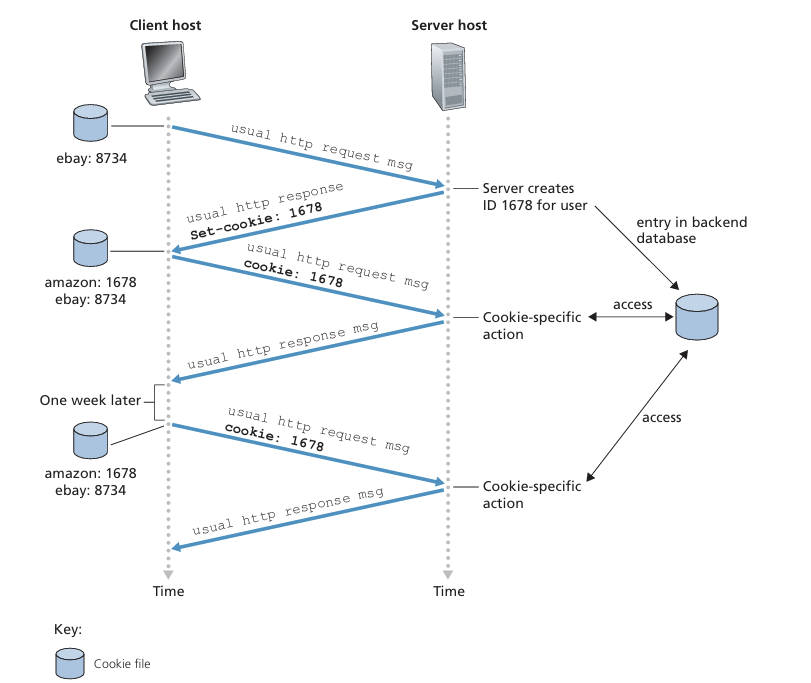 Client host
Server host
usual http request msg
ebay: 8734
Server creates
ID 1678 for user
usual http response
Set-cookie: 1678
entry in backend
database
usual http request msg
cookie: 1678
amazon: 1678
ebay: 8734
access
Cookie-specific
action
usual http response msg
One week later
usual http request msg
cookie: 1678
access
amazon: 1678
ebay: 8734
Cookie-specific
action
usual http response msg
Time
Time
Key:
Cookie file